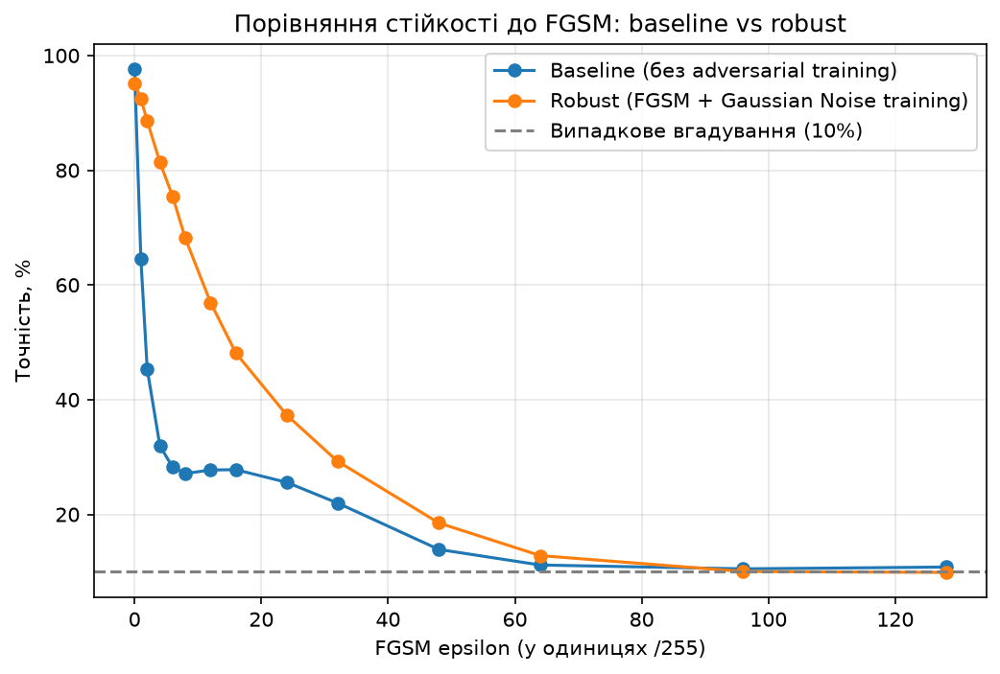 Порівняння стійкості до FGSM: baseline vs robust
100
80
60
40
20
Точність, %
Baseline (без adversarial training)
Robust (FGSM + Gaussian Noise training)
Випадкове вгадування (10%)
0 20 40 60 80 100 120
FGSM epsilon (у одиницях /255)